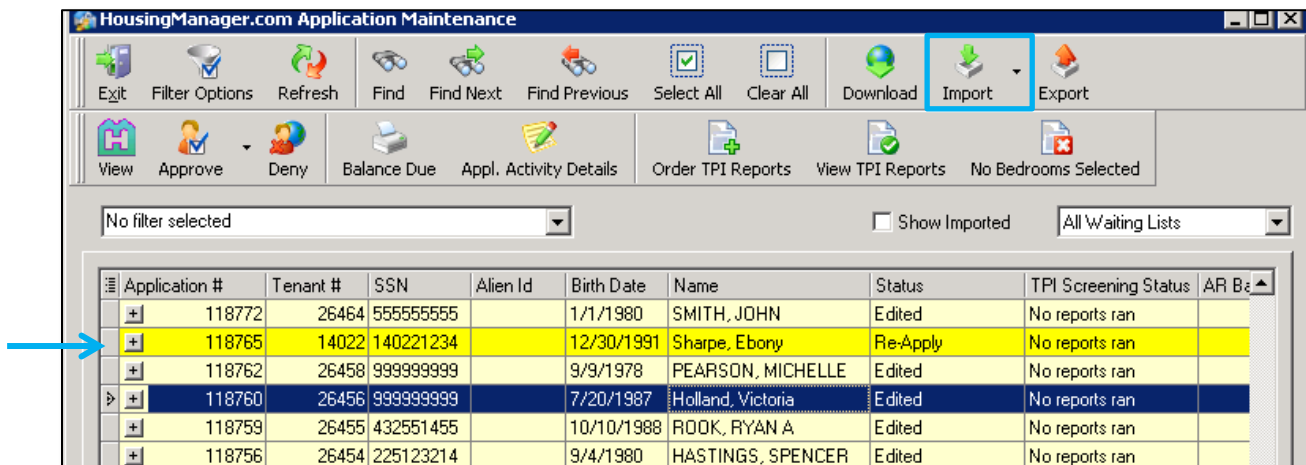 HousingManager.com Application Maintenance
Exit Filter Options Refresh Find Find Next Find Previous Select All Clear All Download Import Export
View Approve Deny Balance Due Appl. Activity Details Order TPI Reports View TPI Reports No Bedrooms Selected
No filter selected Show Imported All Waiting Lists
Application # Tenant # SSN Alien Id Birth Date Name Status TPI Screening Status AR Ba
118772 26464 555555555 1/1/1980 SMITH, JOHN Edited No reports ran
118765 14022 140221234 12/30/1991 Sharpe, Ebony Re-Apply No reports ran
118762 26458 999999999 9/9/1978 PEARSON, MICHELLE Edited No reports ran
118760 26456 999999999 7/20/1987 Holland, Victoria Edited No reports ran
118759 26455 432551455 10/10/1988 ROOK, RYAN A Edited No reports ran
118756 26454 225123214 9/4/1980 HASTINGS, SPENCER Edited No reports ran